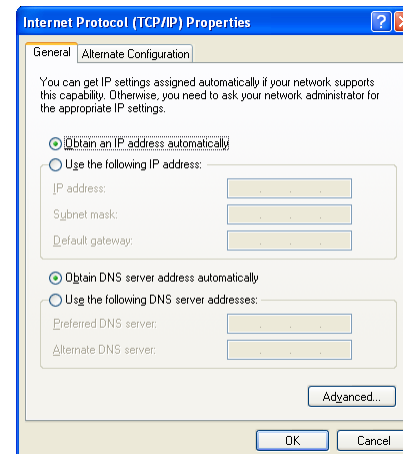 Internet Protocol (TCP/IP) Properties
General
Alternate Configuration
You can get IP settings assigned automatically if your network supports
this capability. Otherwise, you need to ask your network administrator for
the appropriate IP settings.
Obtain an IP address automatically
Use the following IP address:
IP address:
Subnet mask:
Default gateway:
Obtain DNS server address automatically
Use the following DNS server addresses:
Preferred DNS server:
Alternate DNS server:
Advanced...
OK
Cancel